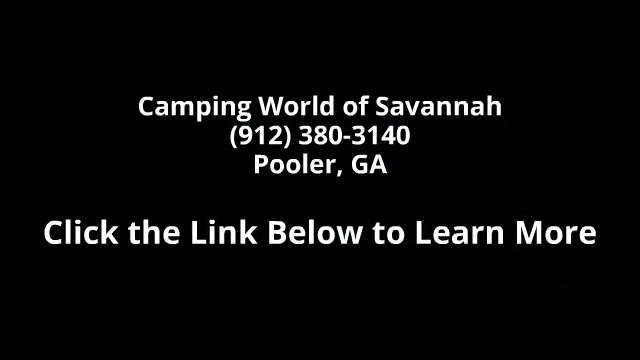 Camping World of Savannah
(912) 380-3140
Pooler, GA
Click the Link Below to Learn More